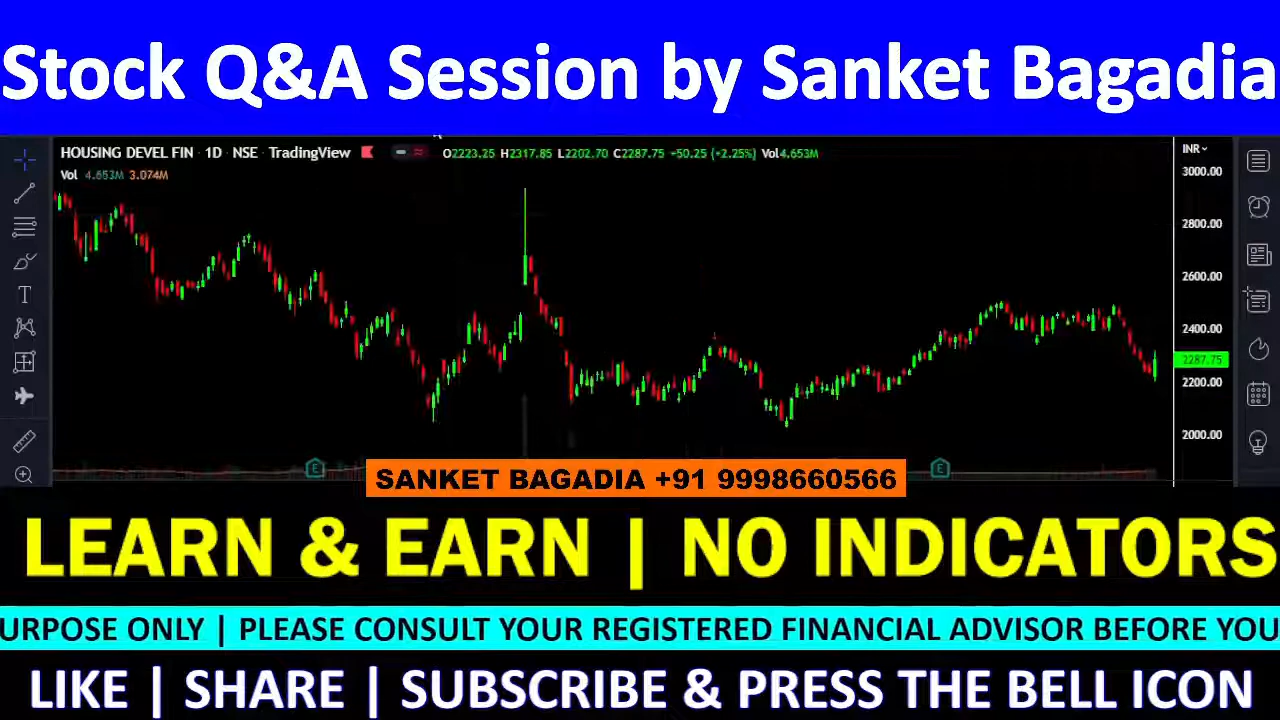 Stock Q&A Session by Sanket Bagadia
HOUSING DEVEL FIN · 1D · NSE · TradingView O2223.25 H2317.85 L2202.70 C2287.75 +50.25 (+2.25%) Vol4.653M
INR
Vol 4.653M 3.074M
3000.00
2800.00
2600.00
2400.00
2287.75
2200.00
2000.00
T
E
E
SANKET BAGADIA +91 9998660566
LEARN & EARN | NO INDICATORS
URPOSE ONLY | PLEASE CONSULT YOUR REGISTERED FINANCIAL ADVISOR BEFORE YOU
LIKE | SHARE | SUBSCRIBE & PRESS THE BELL ICON